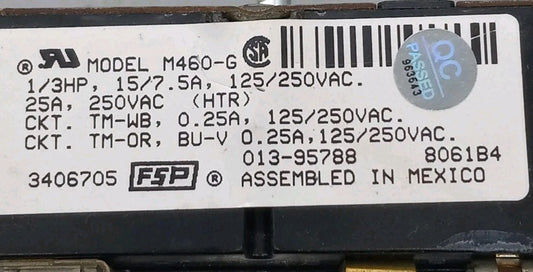 ® MODEL M460-G
1/3HP, 15/7.5A, 125/250VAC.
25A, 250VAC (HTR)
CKT. TM-WB, 0.25A, 125/250VAC.
CKT. TM-OR, BU-V 0.25A,125/250VAC.
013-95788 8061B4
3406705 FSP ® ASSEMBLED IN MEXICO
QC
PASSED
963643